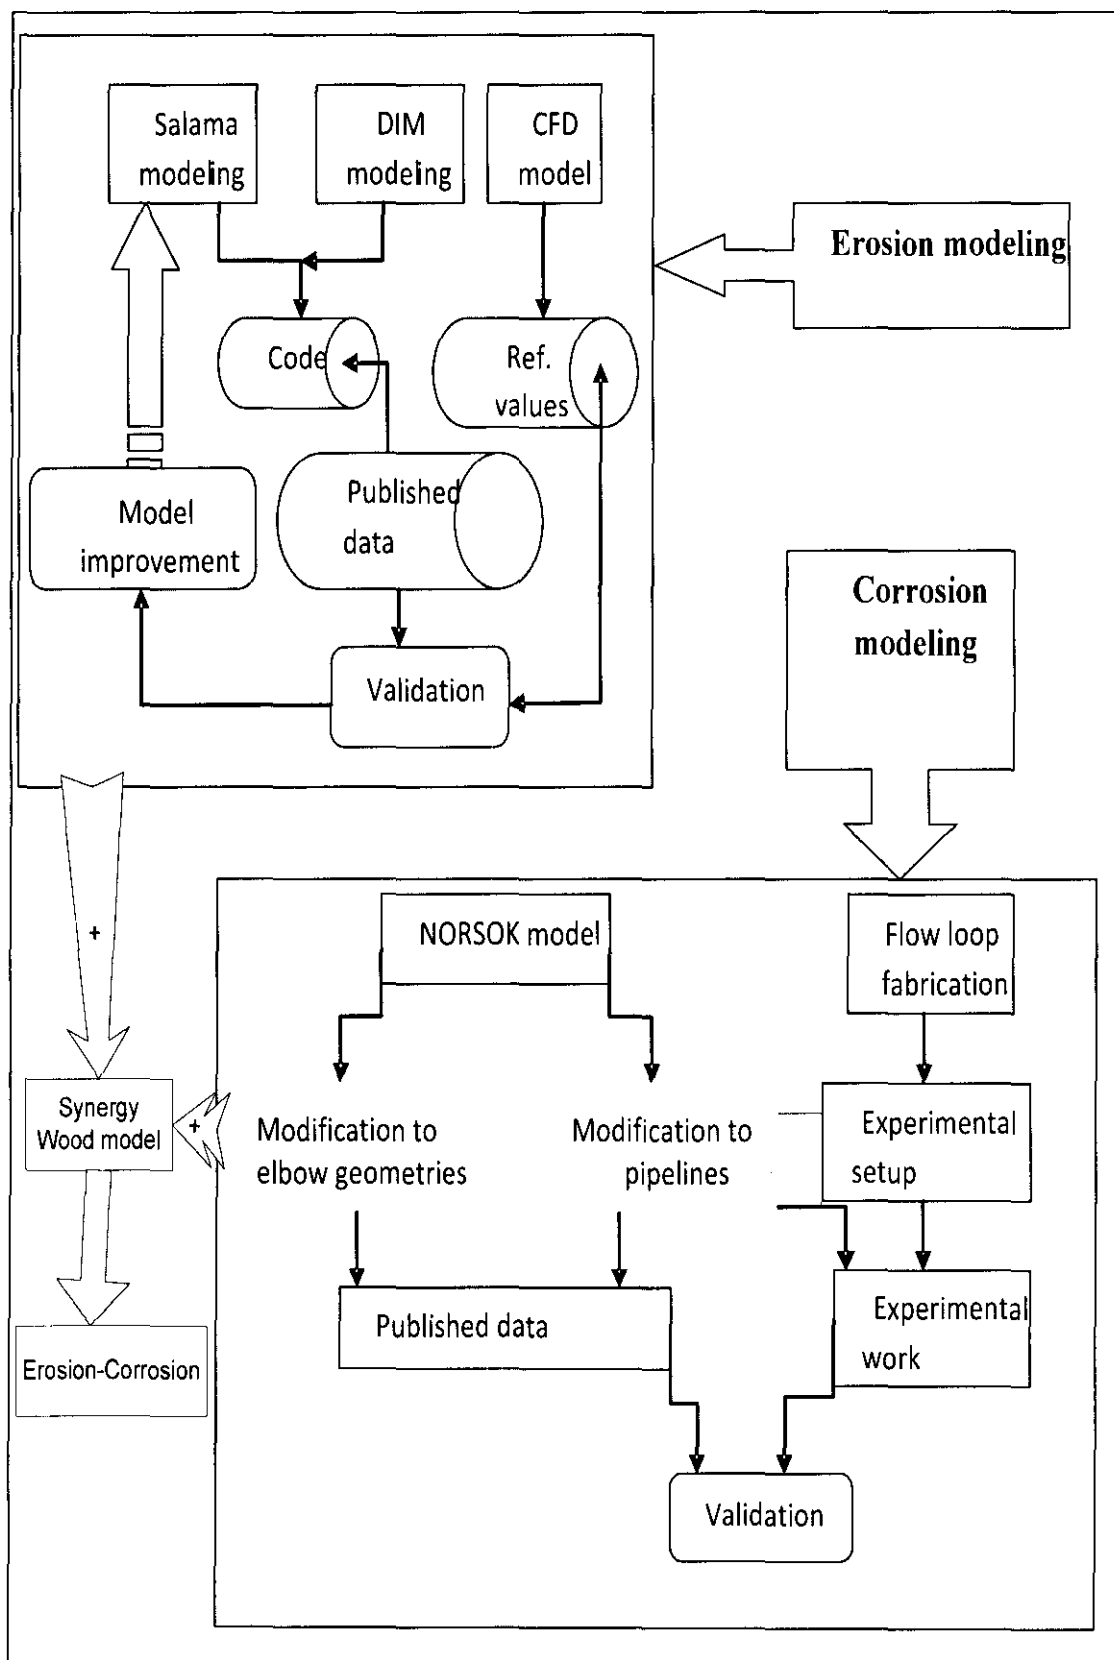 Salama
modeling
DIM
modeling
CFD
model
Erosion modeling
Code
Ref.
values
Published
data
Model
improvement
Validation
Corrosion
modeling
+
NORSOK model
Flow loop
fabrication
Synergy
Wood model
+
Modification to
elbow geometries
Modification to
pipelines
Experimental
setup
Erosion-Corrosion
Published data
Experimental
work
Validation